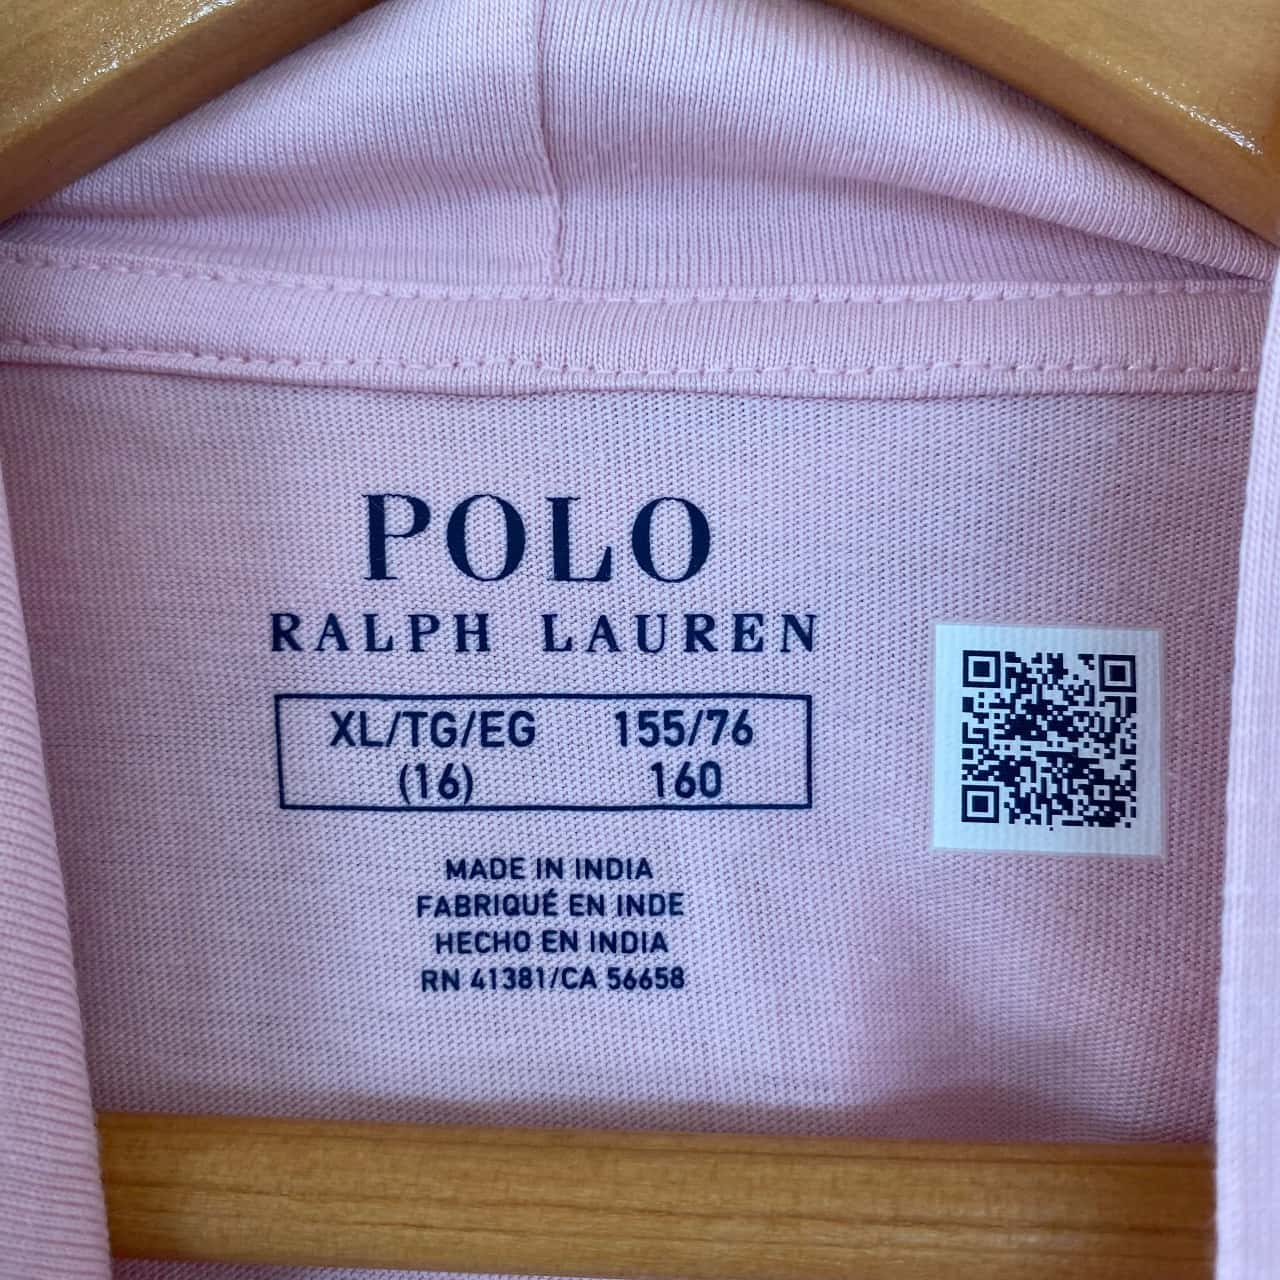 POLO
RALPH LAUREN
XL/TG/EG 155/76
(16) 160
MADE IN INDIA
FABRIQUÉ EN INDE
HECHO EN INDIA
RN 41381/CA 56658